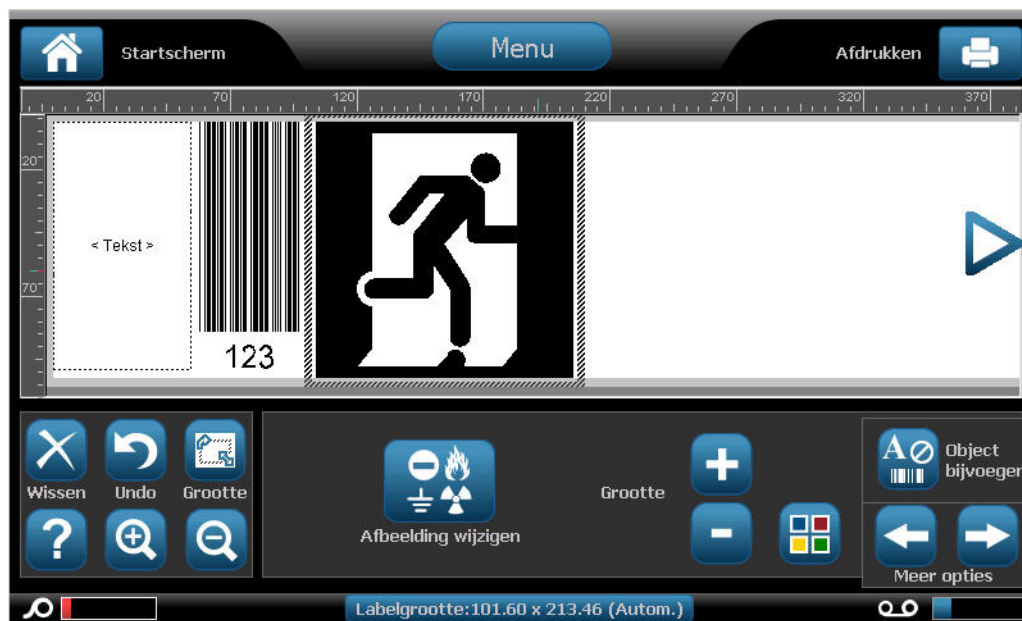 Startscherm
Menu
Afdrukken
20 70 120 170 220 270 320 370
20
70
< Tekst >
123
Wissen Undo Grootte
Afbeelding wijzigen
Grootte
A
Object
bijvoegen
?
Meer opties
Labelgrootte:101.60 x 213.46 (Autom.)